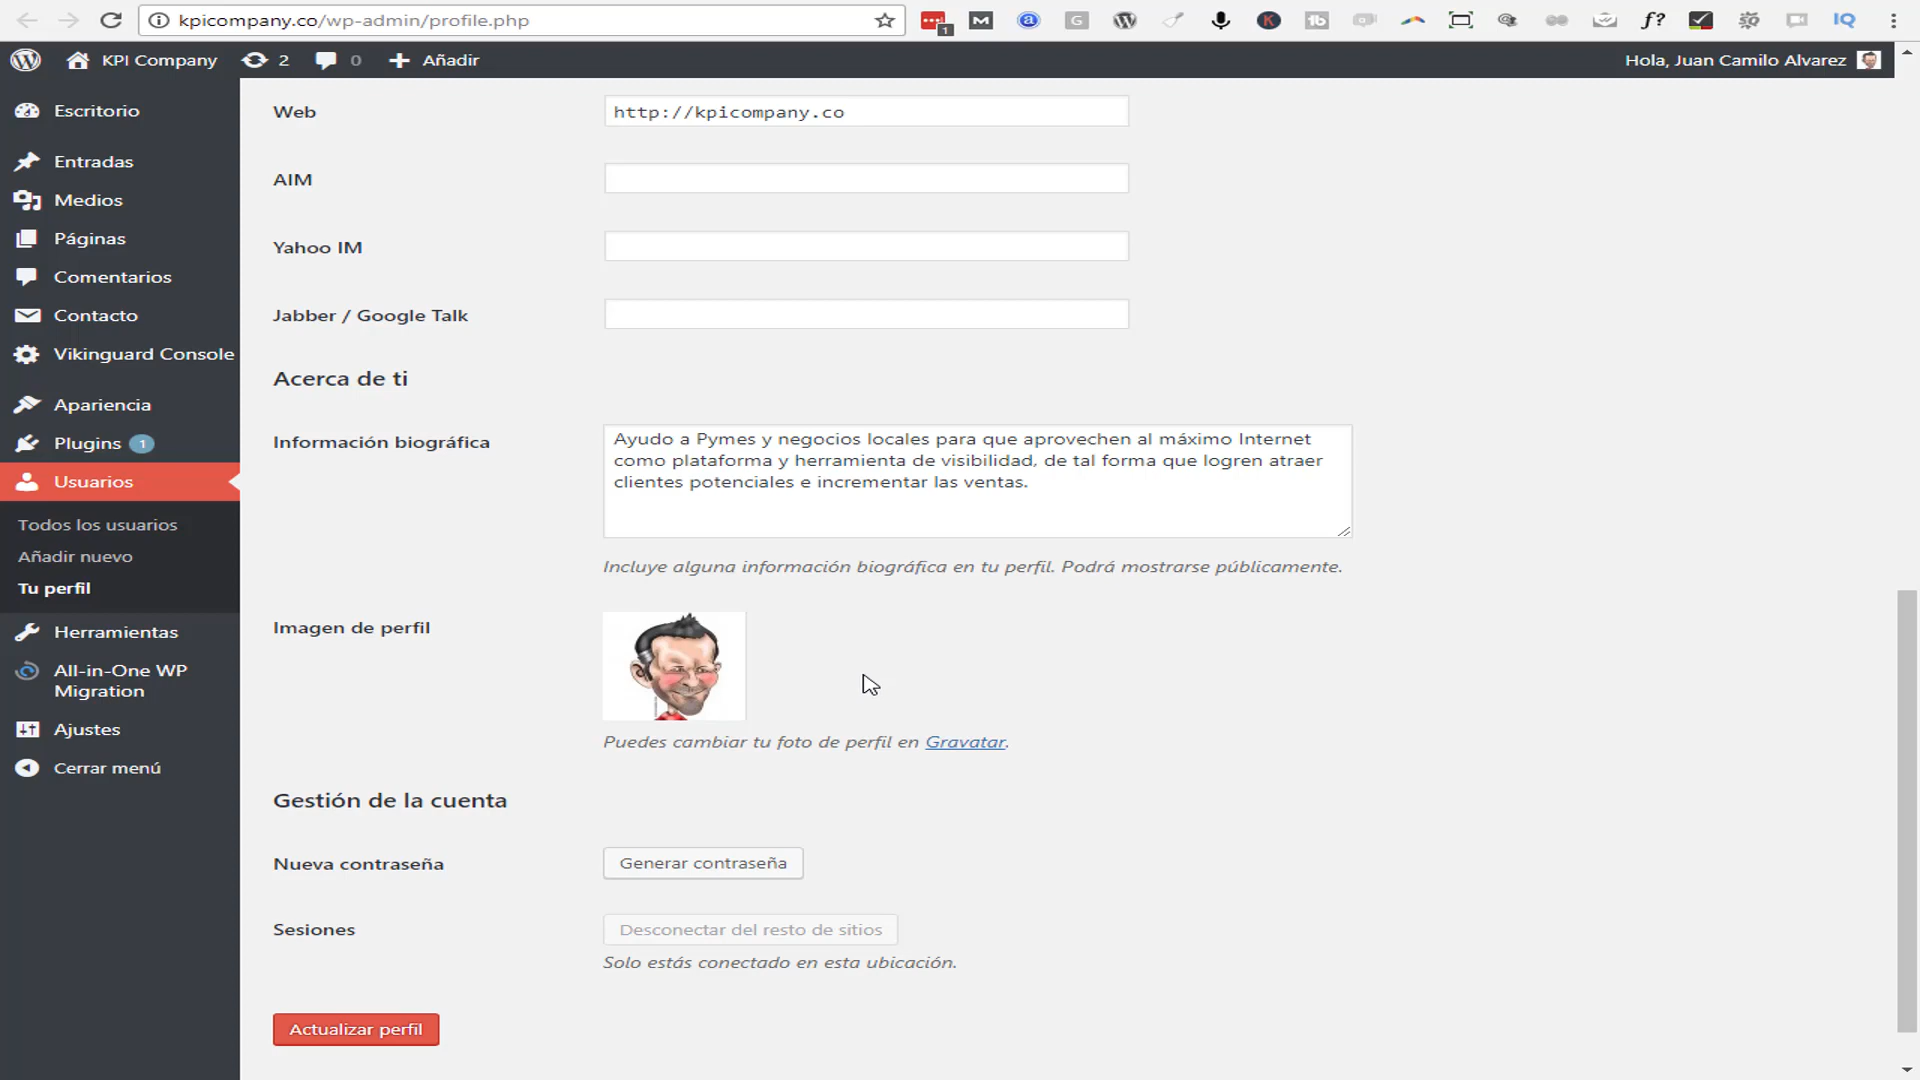 kpicompany.co/wp-admin/profile.php
1
KPI Company
2
0
Añadir
Hola, Juan Camilo Alvarez
Escritorio
Entradas
Medios
Páginas
Comentarios
Contacto
Vikinguard Console
Apariencia
Plugins 1
Usuarios
Todos los usuarios
Añadir nuevo
Tu perfil
Herramientas
All-in-One WP
Migration
Ajustes
Cerrar menú
Web
http://kpicompany.co
AIM
Yahoo IM
Jabber / Google Talk
Acerca de ti
Información biográfica
Ayudo a Pymes y negocios locales para que aprovechen al máximo Internet
como plataforma y herramienta de visibilidad, de tal forma que logren atraer
clientes potenciales e incrementar las ventas.
Incluye alguna información biográfica en tu perfil. Podrá mostrarse públicamente.
Imagen de perfil
Puedes cambiar tu foto de perfil en Gravatar.
Gestión de la cuenta
Nueva contraseña
Generar contraseña
Sesiones
Desconectar del resto de sitios
Solo estás conectado en esta ubicación.
Actualizar perfil